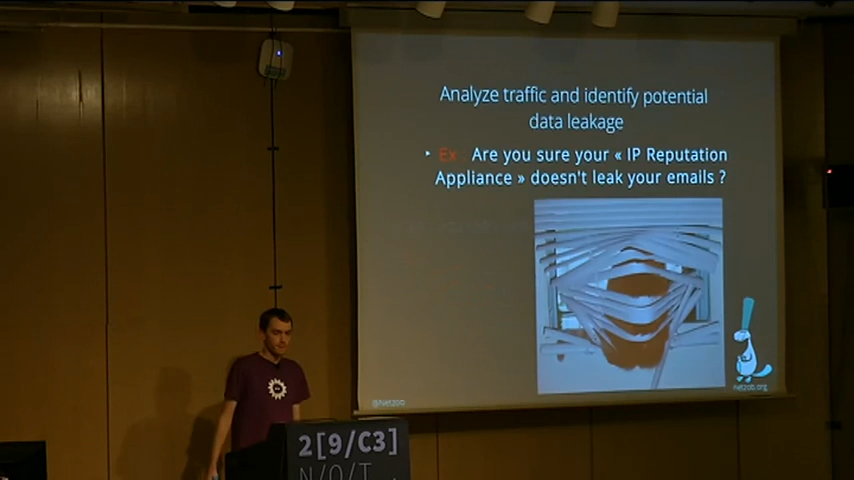 Analyze traffic and identify potential
data leakage
‣ Ex Are you sure your « IP Reputation
Appliance » doesn't leak your emails ?
@Netzob
netzob.org
2[9/C3]
N/O/T